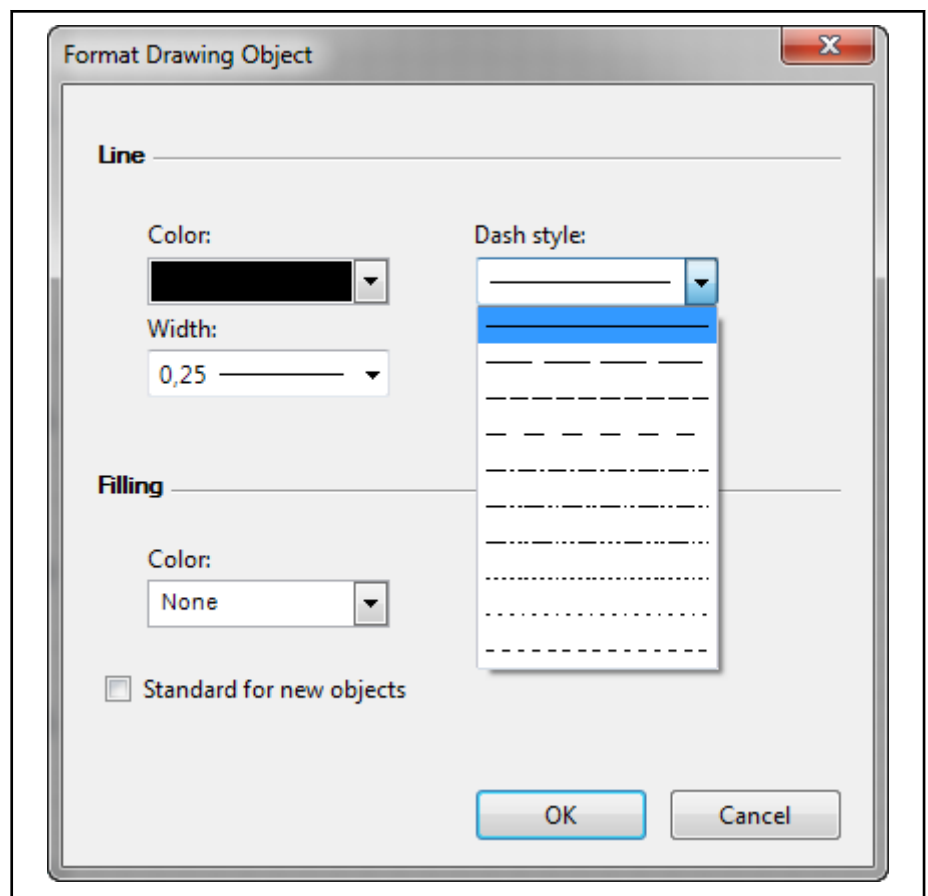 Format Drawing Object
Line
Color:
Dash style:
Width:
0,25
Filling
Color:
None
Standard for new objects
OK
Cancel